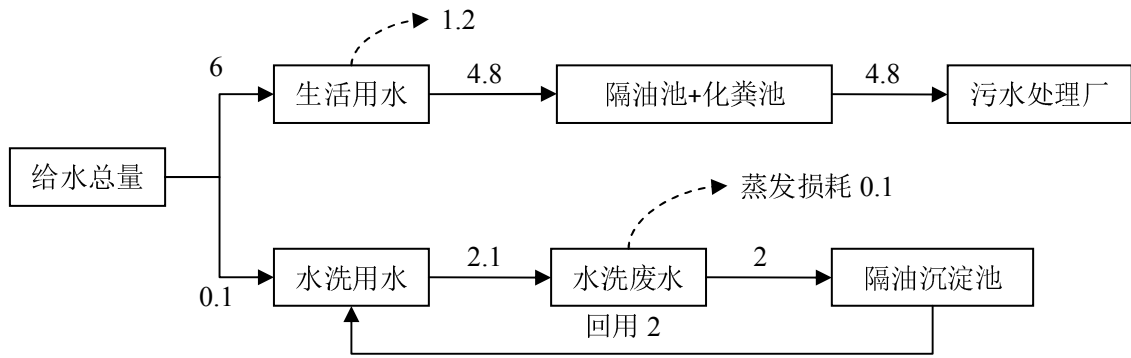 1.2
6
生活用水
4.8
隔油池+化粪池
4.8
污水处理厂
给水总量
蒸发损耗 0.1
0.1
水洗用水
2.1
水洗废水
2
隔油沉淀池
回用 2